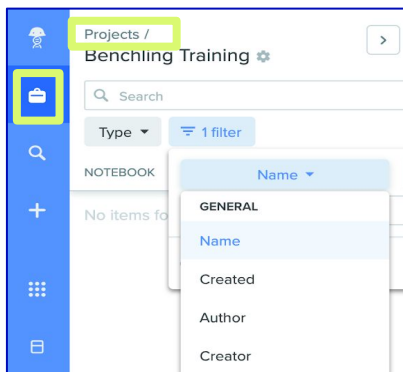 Projects /
Benchling Training
Search
Type 1 filter
NOTEBOOK Name
No items fo
GENERAL
Name
Created
Author
Creator